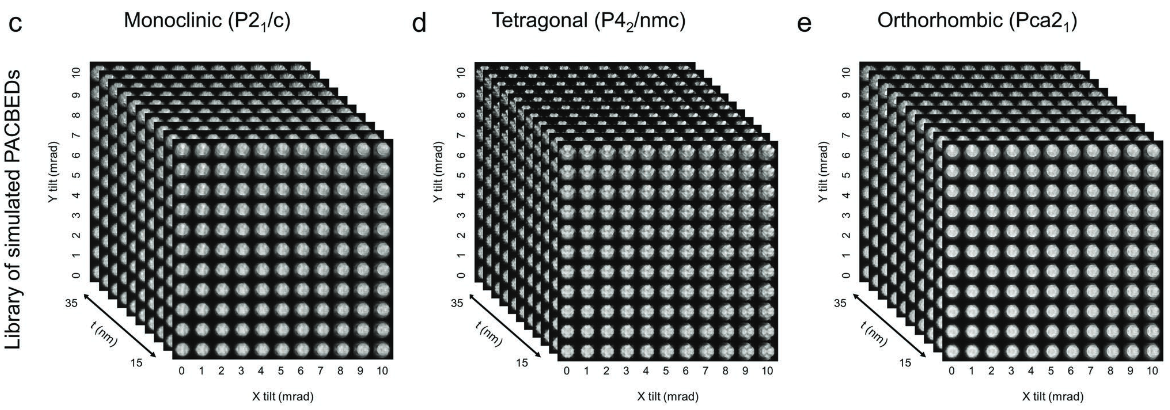 c
Monoclinic (P2₁/c)
d
Tetragonal (P4₂/nmc)
e
Orthorhombic (Pca2₁)
Library of simulated PACBEDs
Y tilt (mrad)
10
9
8
7
6
5
4
3
2
1
0
35
t (nm)
15
0 1 2 3 4 5 6 7 8 9 10
X tilt (mrad)
Y tilt (mrad)
10
9
8
7
6
5
4
3
2
1
0
35
t (nm)
15
0 1 2 3 4 5 6 7 8 9 10
X tilt (mrad)
Y tilt (mrad)
10
9
8
7
6
5
4
3
2
1
0
35
t (nm)
15
0 1 2 3 4 5 6 7 8 9 10
X tilt (mrad)